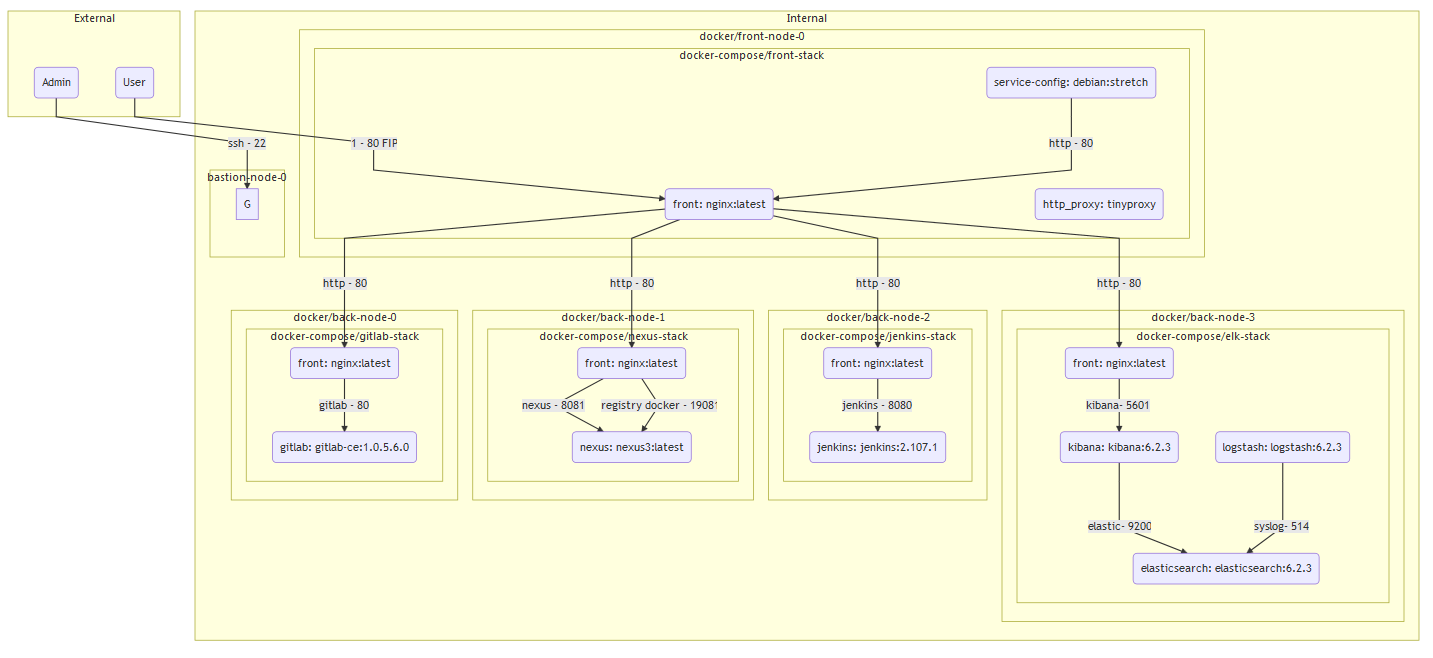 External
Internal
docker/front-node-0
docker-compose/front-stack
Admin
User
service-config: debian:stretch
ssh - 22
1 - 80 FIP
http - 80
bastion-node-0
G
front: nginx:latest
http_proxy: tinyproxy
http - 80
http - 80
http - 80
http - 80
docker/back-node-0
docker/back-node-1
docker/back-node-2
docker/back-node-3
docker-compose/gitlab-stack
docker-compose/nexus-stack
docker-compose/jenkins-stack
docker-compose/elk-stack
front: nginx:latest
front: nginx:latest
front: nginx:latest
front: nginx:latest
gitlab - 80
nexus - 8081
registry docker - 19081
jenkins - 8080
kibana- 5601
gitlab: gitlab-ce:1.0.5.6.0
nexus: nexus3:latest
jenkins: jenkins:2.107.1
kibana: kibana:6.2.3
logstash: logstash:6.2.3
elastic- 9200
syslog- 514
elasticsearch: elasticsearch:6.2.3